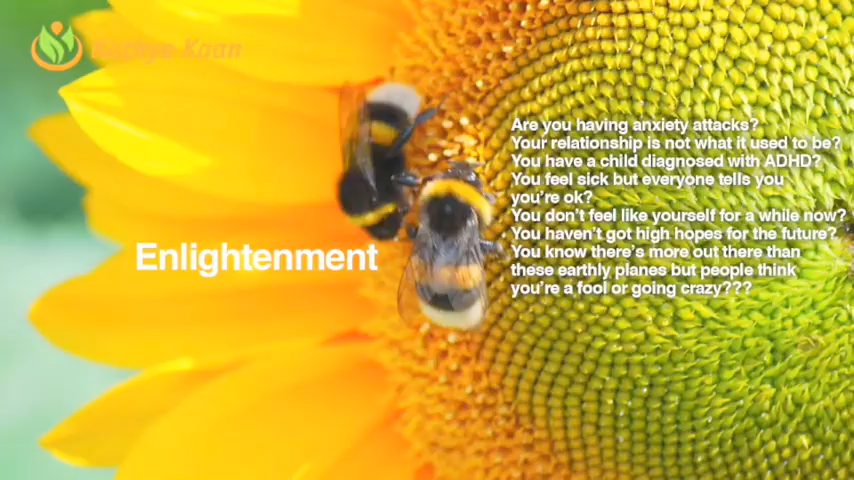 Kaan
Enlightenment
Are you having anxiety attacks?
Your relationship is not what it used to be?
You have a child diagnosed with ADHD?
You feel sick but everyone tells you
you're ok?
You don't feel like yourself for a while now?
You haven't got high hopes for the future?
You know there's more out there than
these earthly planes but people think
you're a fool or going crazy???